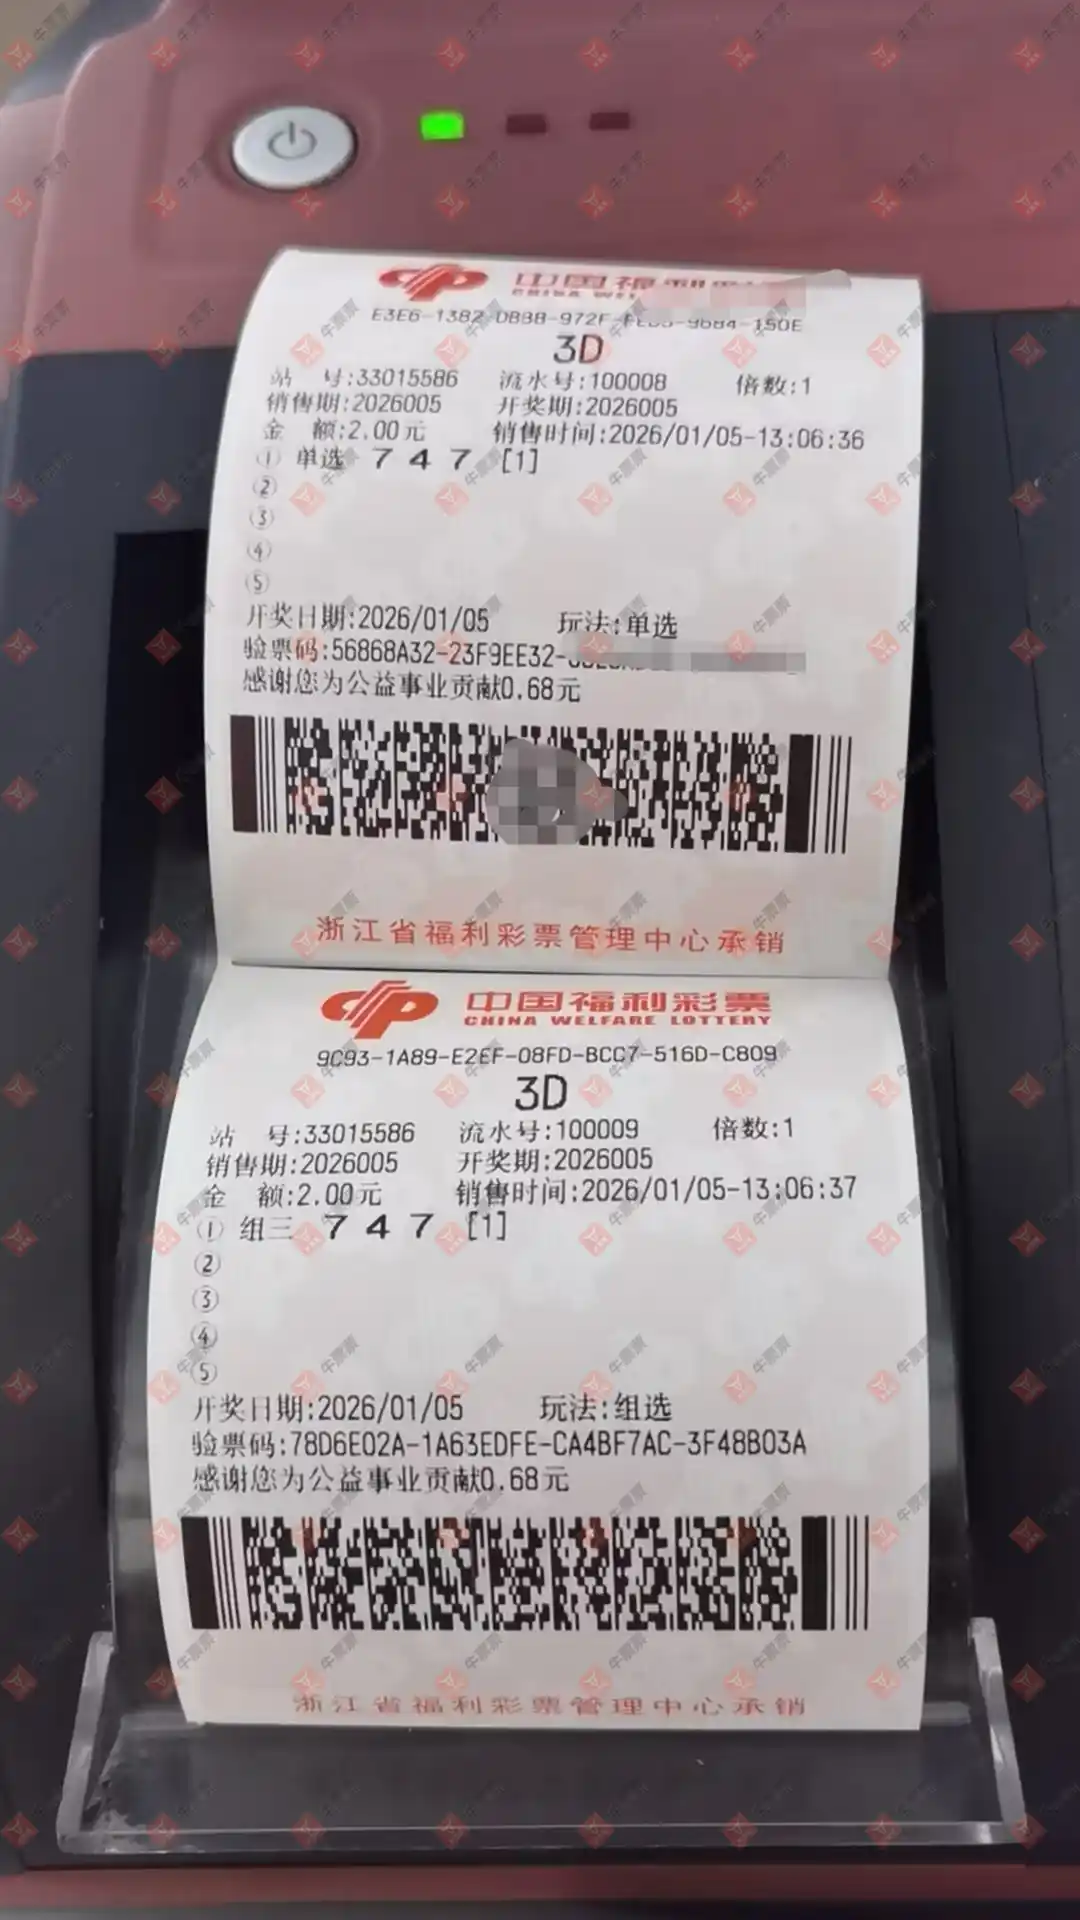 中国福利
CHINA WEL
E3E6-1382-DBBB-972F-
3D
站 号:33015586 流水号:100008 倍数:1
销售期:2026005 开奖期:2026005
金 额:2.00元 销售时间:2026/01/05-13:06:36
① 单选 7 4 7 [1]
②
③
④
⑤
开奖日期:2026/01/05 玩法:单选
验票码:56868A32-23F9EE32-
感谢您为公益事业贡献0.68元
浙江省福利彩票管理中心承销
中国福利彩票
CHINA WELFARE LOTTERY
9C93-1A89-E2EF-08FD-BCC7-516D-C809
3D
站 号:33015586 流水号:100009 倍数:1
销售期:2026005 开奖期:2026005
金 额:2.00元 销售时间:2026/01/05-13:06:37
① 组三 7 4 7 [1]
②
③
④
⑤
开奖日期:2026/01/05 玩法:组选
验票码:78D6E02A-1A63EDFE-CA4BF7AC-3F48B03A
感谢您为公益事业贡献0.68元
浙江省福利彩票管理中心承销
牛票票